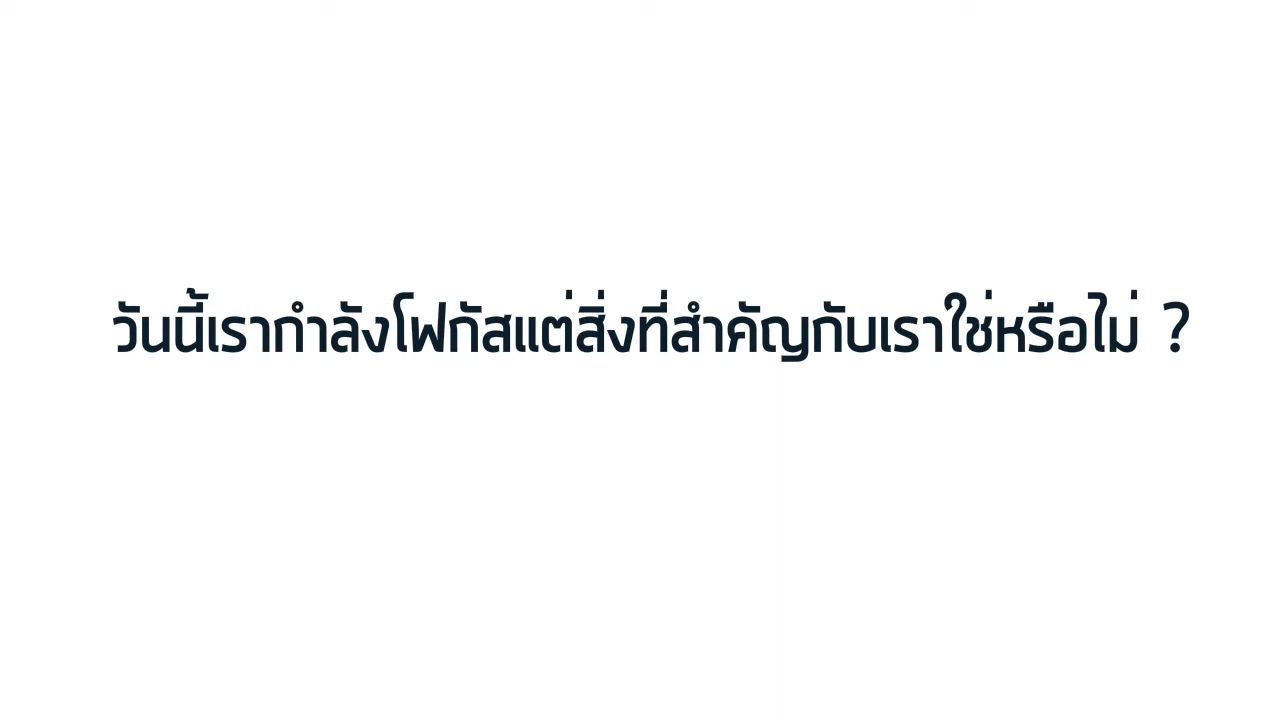 วันนี้เรากำลังโฟกัสแต่สิ่งที่สำคัญกับเราใช่หรือไม่ ?